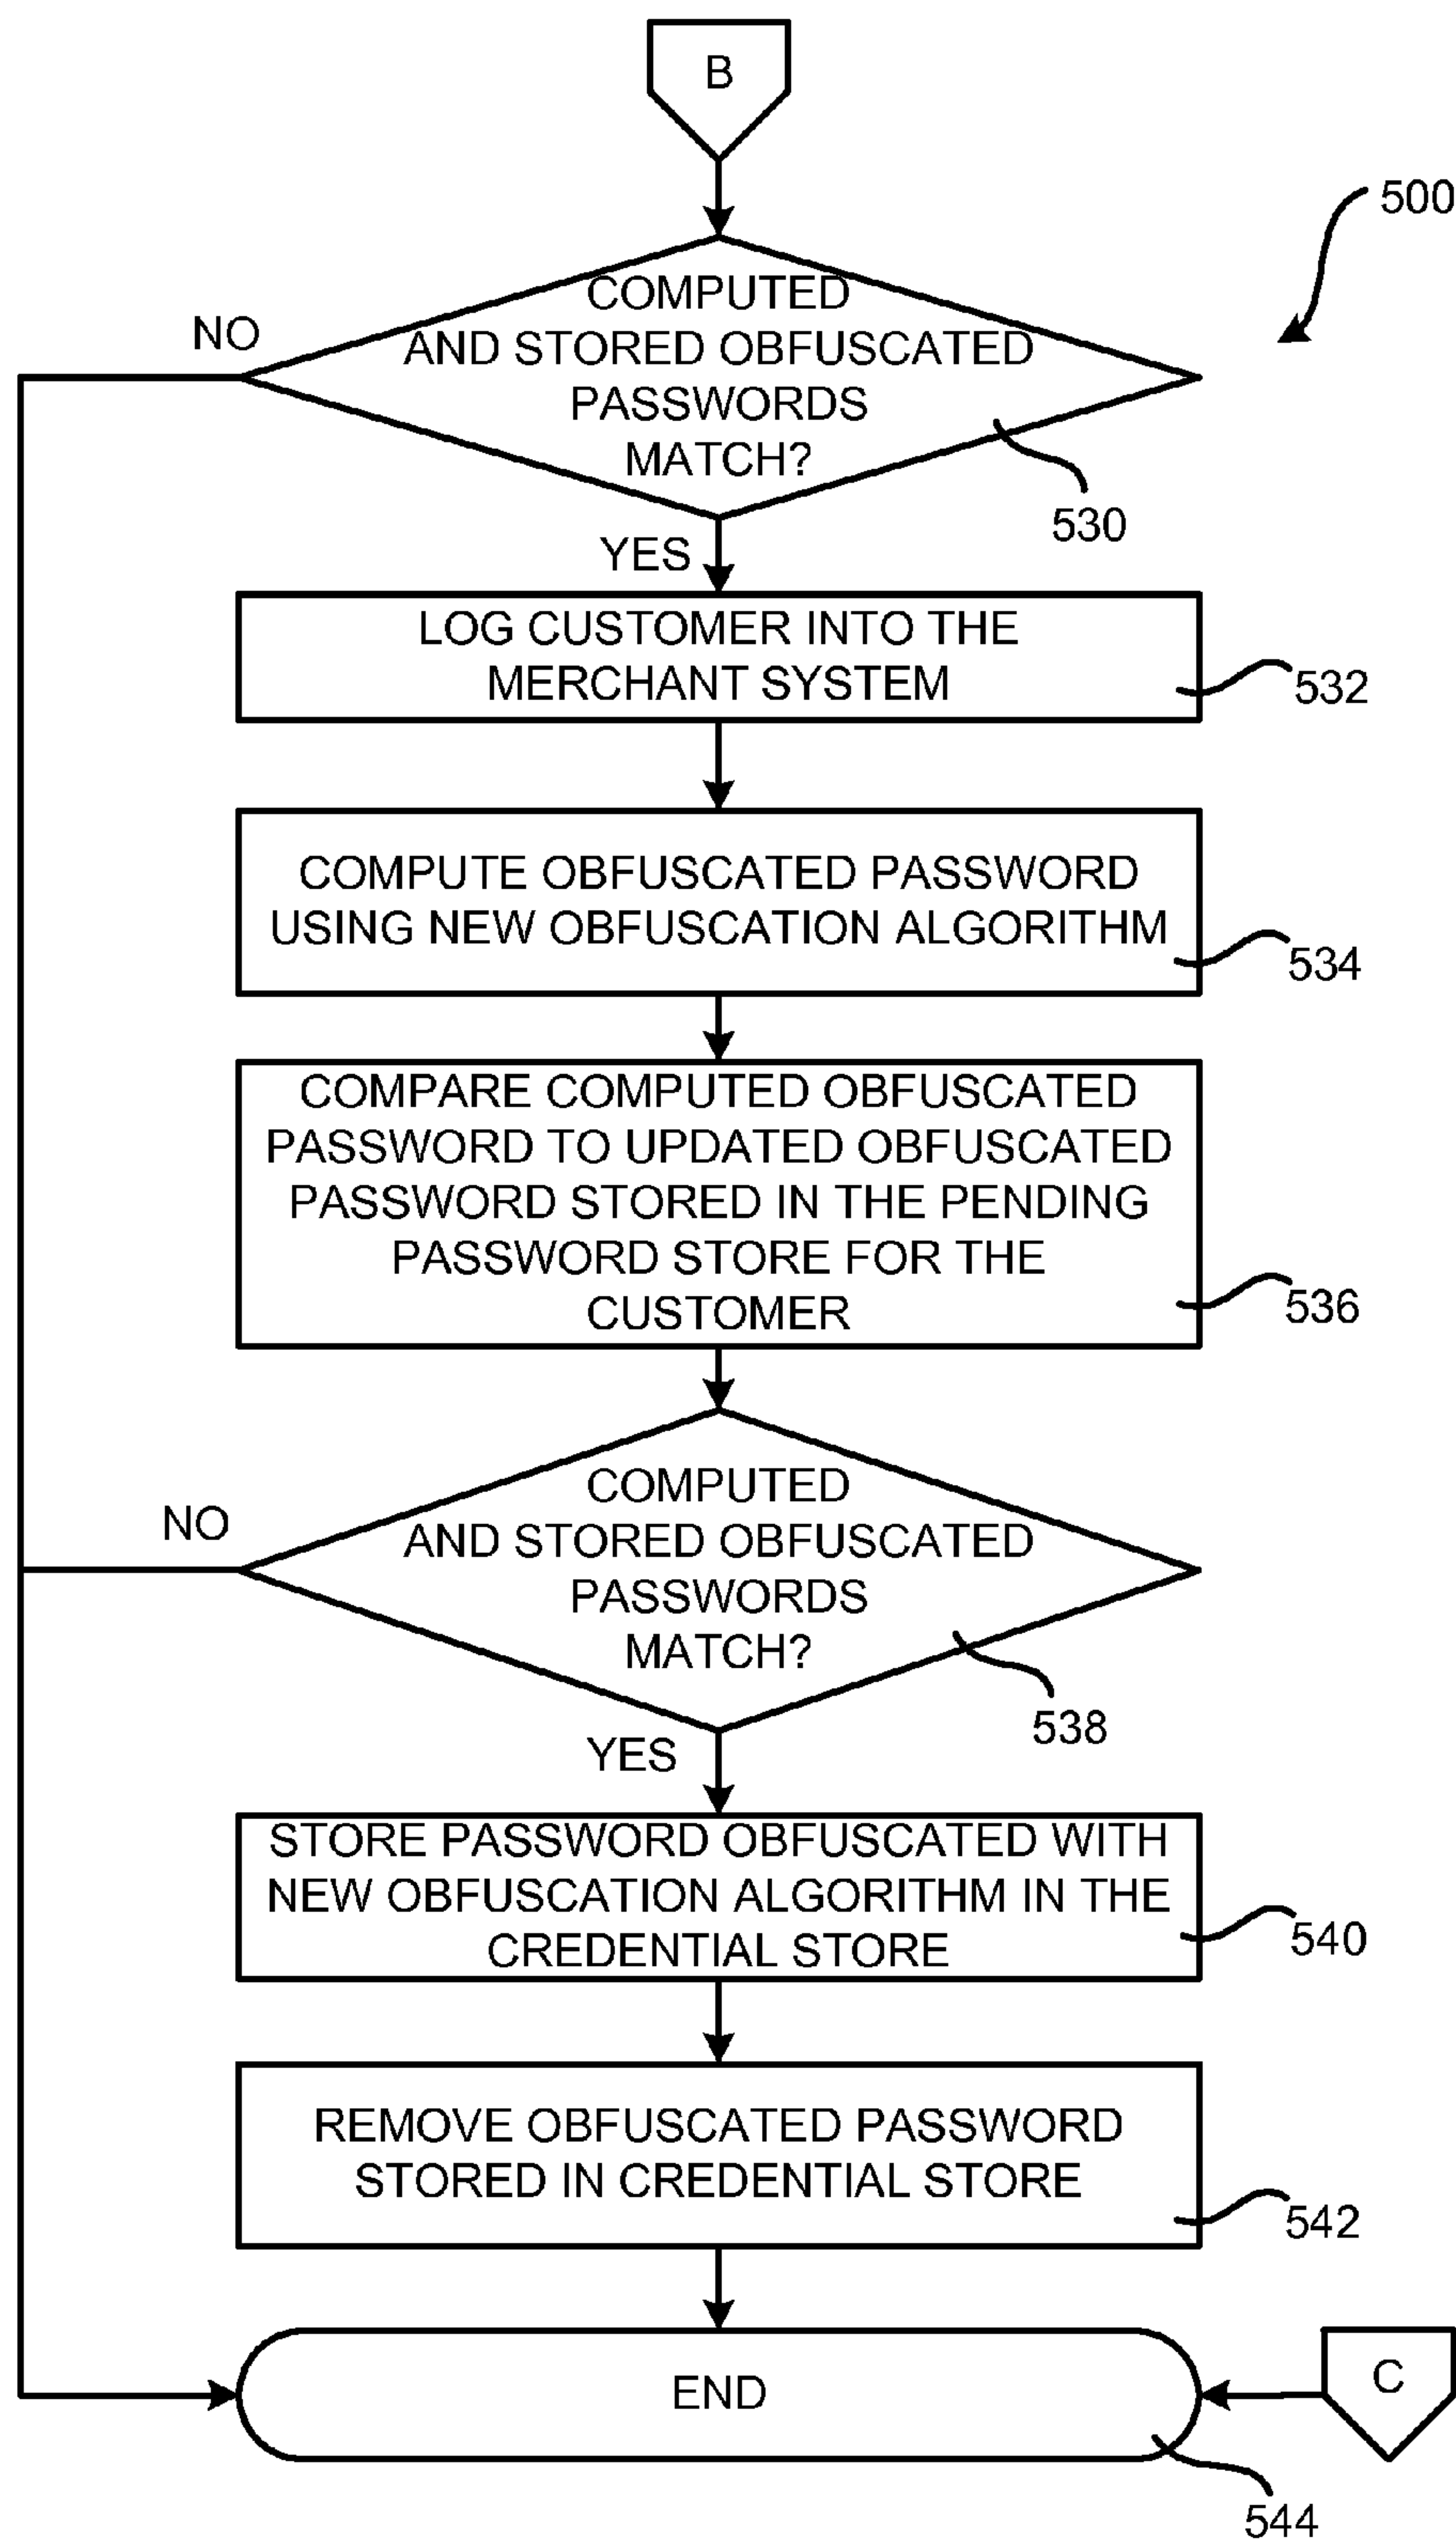 B
500
COMPUTED
AND STORED OBFUSCATED
PASSWORDS
MATCH?
NO
530
YES
LOG CUSTOMER INTO THE
MERCHANT SYSTEM
532
COMPUTE OBFUSCATED PASSWORD
USING NEW OBFUSCATION ALGORITHM
534
COMPARE COMPUTED OBFUSCATED
PASSWORD TO UPDATED OBFUSCATED
PASSWORD STORED IN THE PENDING
PASSWORD STORE FOR THE
CUSTOMER
536
COMPUTED
AND STORED OBFUSCATED
PASSWORDS
MATCH?
NO
538
YES
STORE PASSWORD OBFUSCATED WITH
NEW OBFUSCATION ALGORITHM IN THE
CREDENTIAL STORE
540
REMOVE OBFUSCATED PASSWORD
STORED IN CREDENTIAL STORE
542
END
C
544